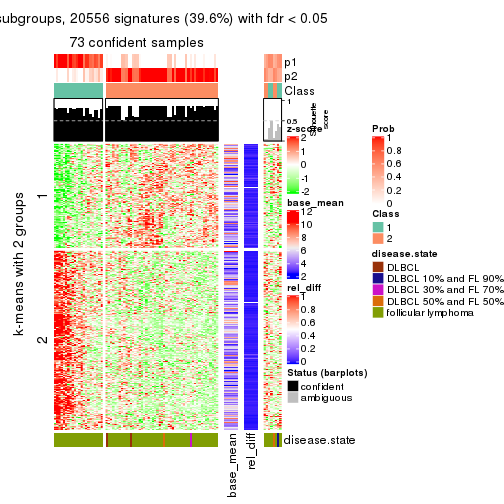 subgroups, 20556 signatures (39.6%) with fdr < 0.05
73 confident samples
p1
p2
Class
1
0.5
0
Silhouette
score
k-means with 2 groups
1
2
z-score
2
1
0
-1
-2
base_mean
12
10
8
6
4
2
rel_diff
1
0.8
0.6
0.4
0.2
0
Status (barplots)
confident
ambiguous
Prob
1
0.8
0.6
0.4
0.2
0
Class
1
2
disease.state
DLBCL
DLBCL 10% and FL 90%
DLBCL 30% and FL 70%
DLBCL 50% and FL 50%
follicular lymphoma
disease.state
base_mean
rel_diff